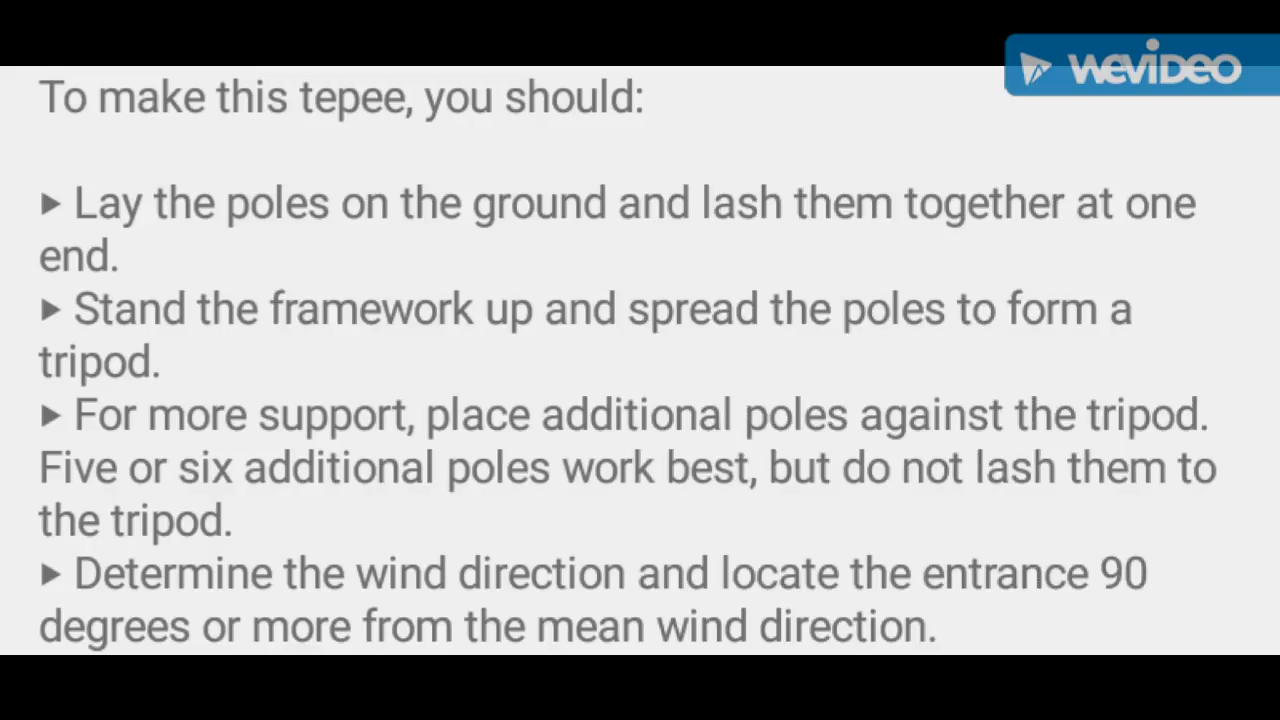 WEVIDEO
To make this tepee, you should:
▸ Lay the poles on the ground and lash them together at one
end.
▸ Stand the framework up and spread the poles to form a
tripod.
▸ For more support, place additional poles against the tripod.
Five or six additional poles work best, but do not lash them to
the tripod.
▸ Determine the wind direction and locate the entrance 90
degrees or more from the mean wind direction.